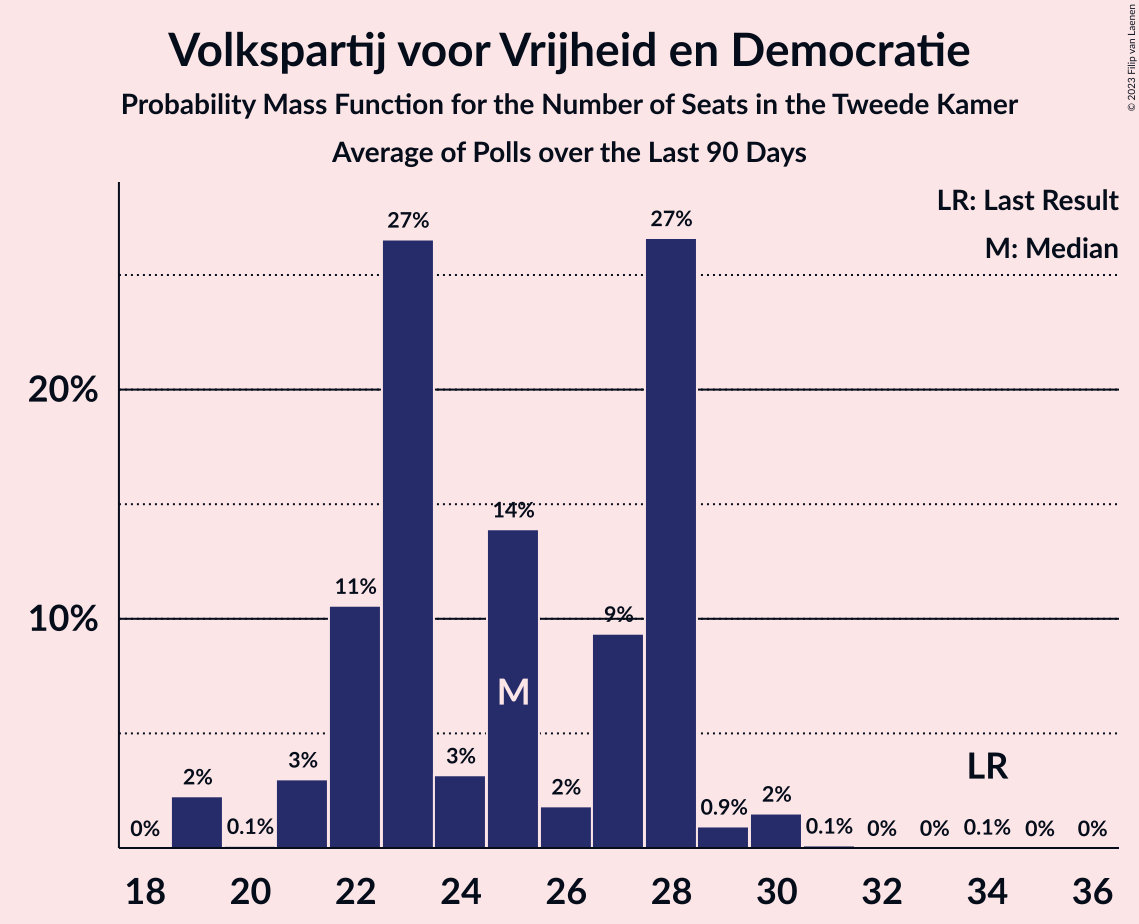 Volkspartij voor Vrijheid en Democratie
Probability Mass Function for the Number of Seats in the Tweede Kamer
Average of Polls over the Last 90 Days
© 2023 Filip van Laenen
LR: Last Result
M: Median
20%
10%
0%
2%
0.1%
3%
11%
27%
3%
14%
2%
9%
27%
0.9%
2%
0.1%
0%
0%
0.1%
0%
0%
M
LR
18 20 22 24 26 28 30 32 34 36